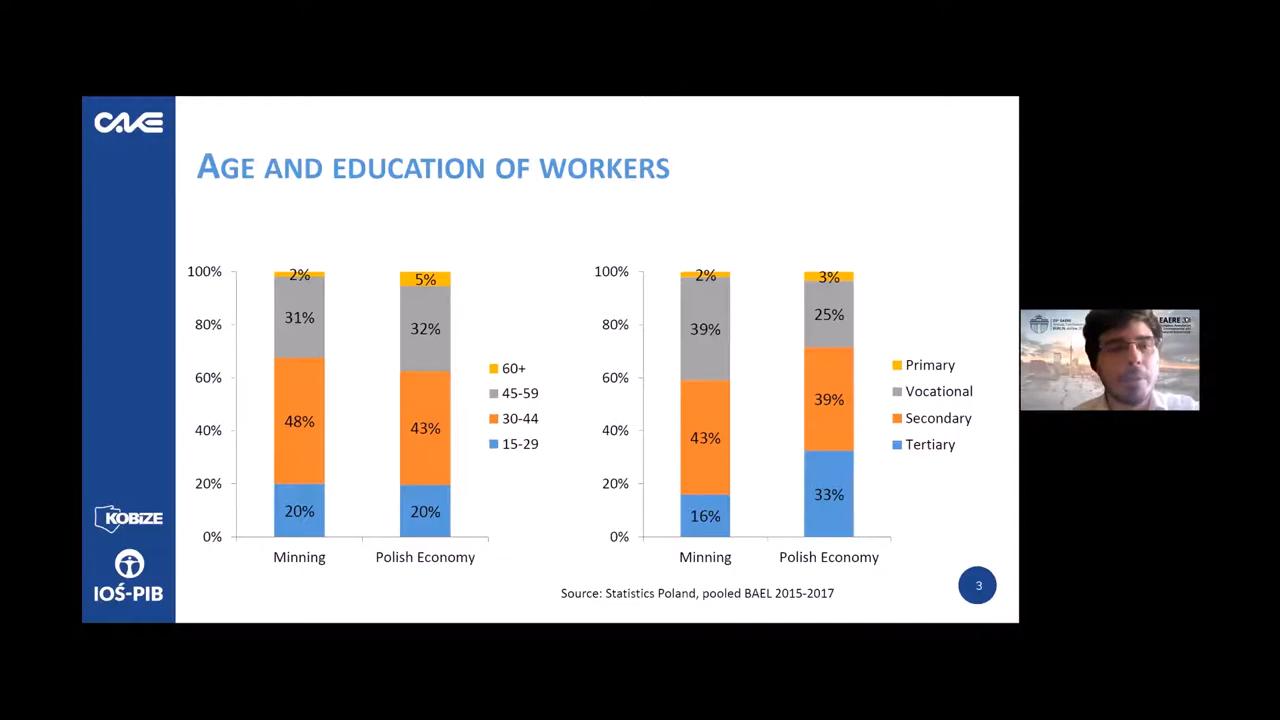 CAKE
AGE AND EDUCATION OF WORKERS
100%
80%
60%
40%
20%
0%
2%
31%
48%
20%
5%
32%
43%
20%
Minning
Polish Economy
60+
45-59
30-44
15-29
100%
80%
60%
40%
20%
0%
2%
39%
43%
16%
3%
25%
39%
33%
Minning
Polish Economy
Primary
Vocational
Secondary
Tertiary
Source: Statistics Poland, pooled BAEL 2015-2017
3
KOBiZE
IOŚ-PIB
EAERE